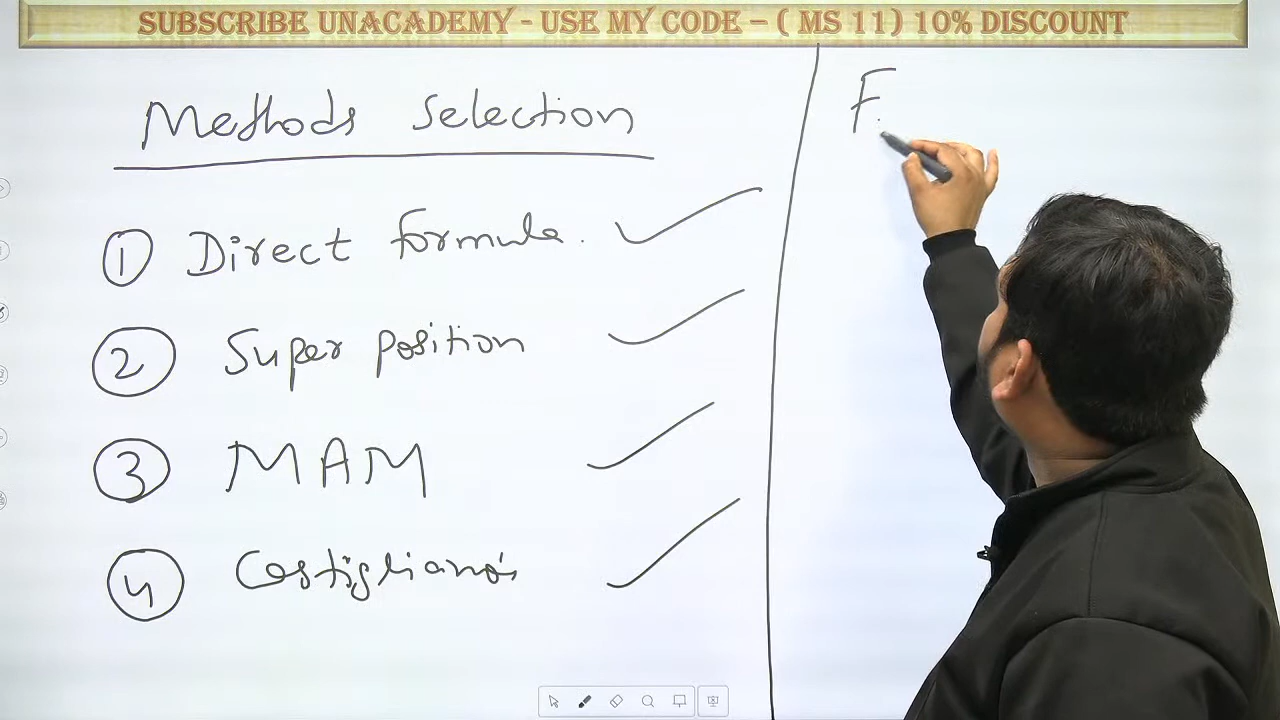 SUBSCRIBE UNACADEMY - USE MY CODE – ( MS 11) 10% DISCOUNT
Methods Selection
1 Direct formula.
2 Super position
3 MAM
4 Castigliano's
F.